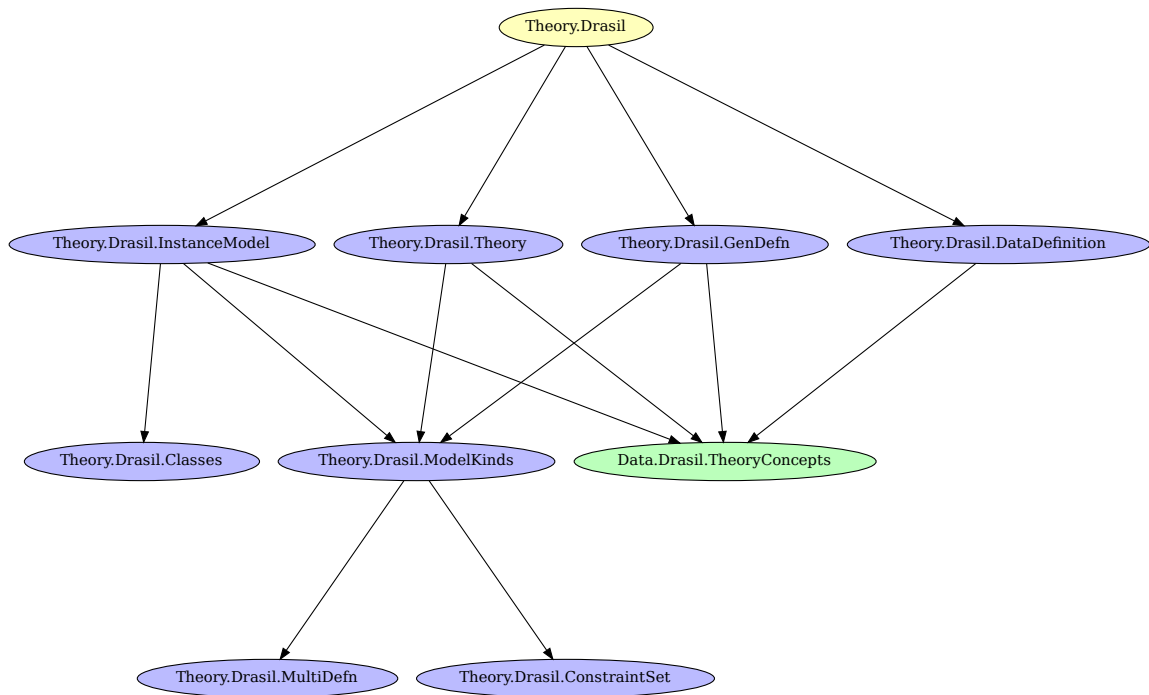 Theory.Drasil
Theory.Drasil.InstanceModel
Theory.Drasil.Theory
Theory.Drasil.GenDefn
Theory.Drasil.DataDefinition
Theory.Drasil.Classes
Theory.Drasil.ModelKinds
Data.Drasil.TheoryConcepts
Theory.Drasil.MultiDefn
Theory.Drasil.ConstraintSet